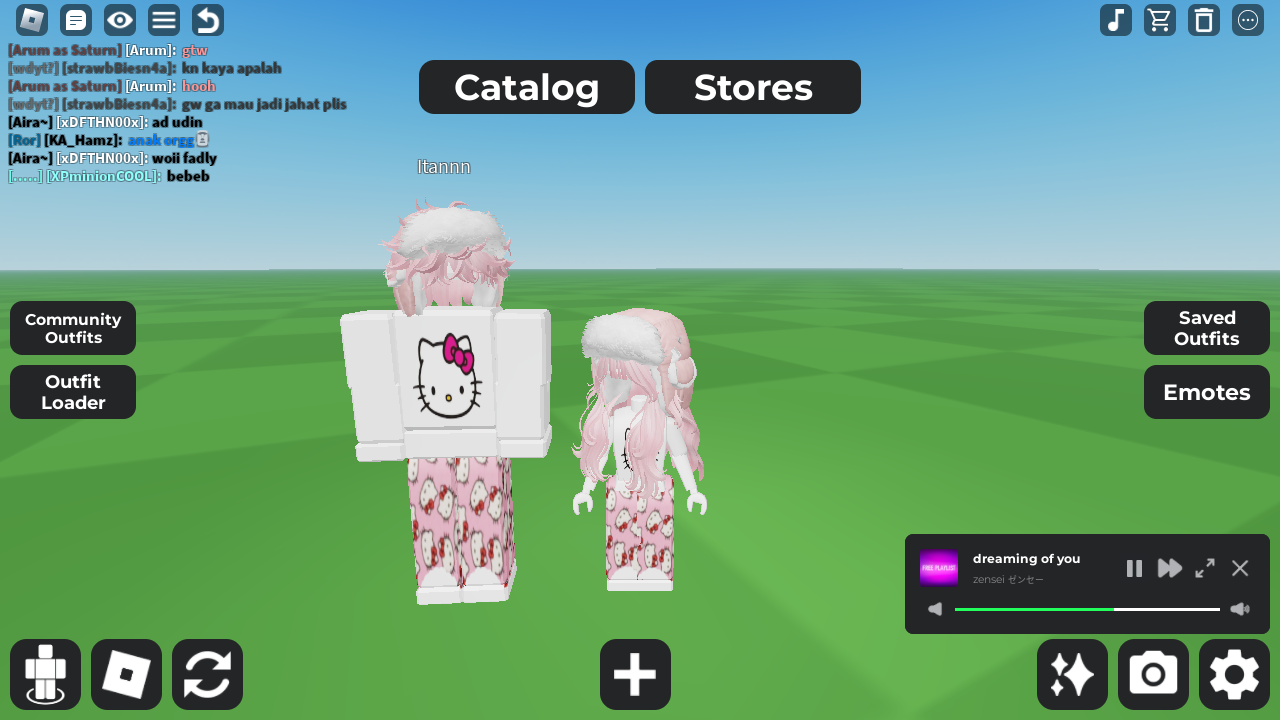 [Arum as Saturn] [Arum]: gtw
[wdyt?] [strawbBiesn4a]: kn kaya apalah
[Arum as Saturn] [Arum]: hooh
[wdyt?] [strawbBiesn4a]: gw ga mau jadi jahat plis
[Aira~] [xDFTHN00x]: ad udin
[Ror] [KA_Hamz]: anak orgg
[Aira~] [xDFTHN00x]: woii fadly
[.....] [XPminionCOOL]: bebeb
Catalog
Stores
Itannn
Community
Outfits
Outfit
Loader
Saved
Outfits
Emotes
FREE PLAYLIST
dreaming of you
zensei ゼンセー